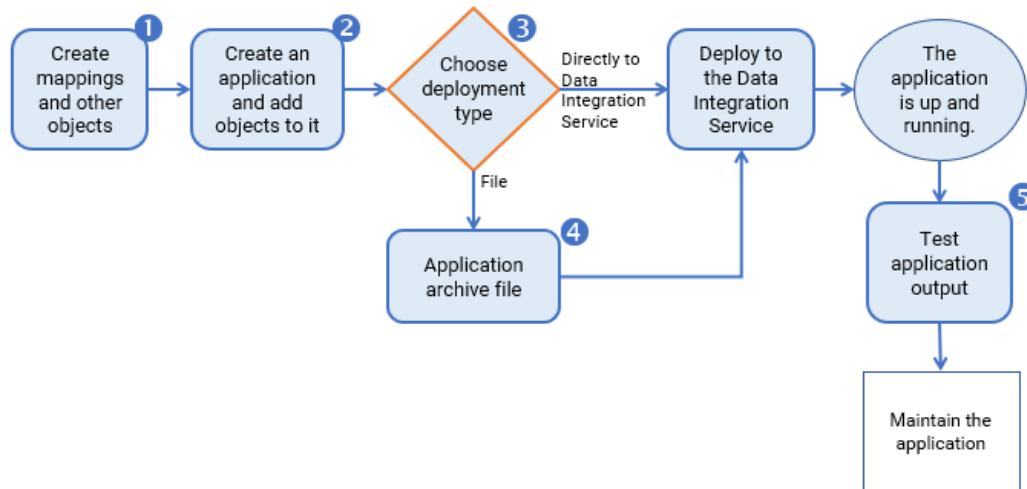 1
Create
mappings
and other
objects
2
Create an
application
and add
objects to it
3
Choose
deployment
type
Directly to
Data
Integration
Service
File
4
Application
archive file
Deploy to
the Data
Integration
Service
The
application
is up and
running.
5
Test
application
output
Maintain the
application